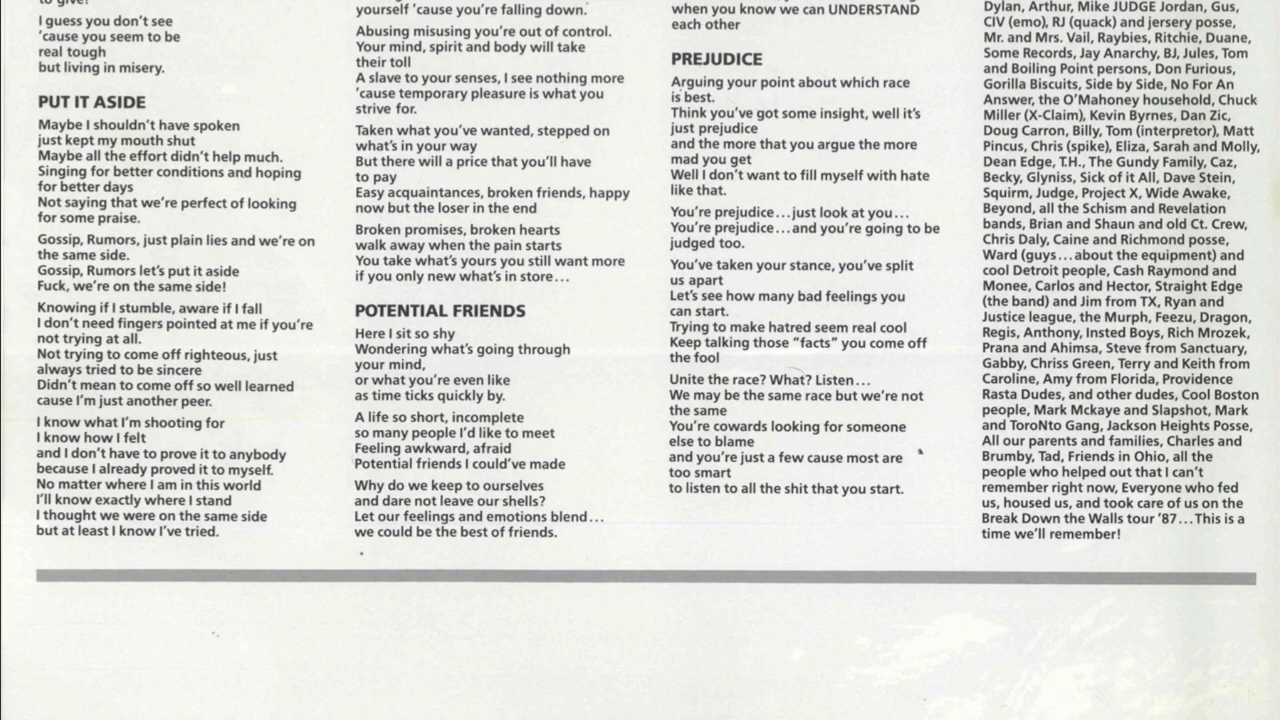 to give!
I guess you don't see
'cause you seem to be
real tough
but living in misery.
PUT IT ASIDE
Maybe I shouldn't have spoken
just kept my mouth shut
Maybe all the effort didn't help much.
Singing for better conditions and hoping
for better days
Not saying that we're perfect of looking
for some praise.
Gossip, Rumors, just plain lies and we're on
the same side.
Gossip, Rumors let's put it aside
Fuck, we're on the same side!
Knowing if I stumble, aware if I fall
I don't need fingers pointed at me if you're
not trying at all.
Not trying to come off righteous, just
always tried to be sincere
Didn't mean to come off so well learned
cause I'm just another peer.
I know what I'm shooting for
I know how I felt
and I don't have to prove it to anybody
because I already proved it to myself.
No matter where I am in this world
I'll know exactly where I stand
I thought we were on the same side
but at least I know I've tried.
yourself 'cause you're falling down.
Abusing misusing you're out of control.
Your mind, spirit and body will take
their toll
A slave to your senses, I see nothing more
'cause temporary pleasure is what you
strive for.
Taken what you've wanted, stepped on
what's in your way
But there will a price that you'll have
to pay
Easy acquaintances, broken friends, happy
now but the loser in the end
Broken promises, broken hearts
walk away when the pain starts
You take what's yours you still want more
if you only new what's in store...
POTENTIAL FRIENDS
Here I sit so shy
Wondering what's going through
your mind,
or what you're even like
as time ticks quickly by.
A life so short, incomplete
so many people I'd like to meet
Feeling awkward, afraid
Potential friends I could've made
Why do we keep to ourselves
and dare not leave our shells?
Let our feelings and emotions blend...
we could be the best of friends.
when you know we can UNDERSTAND
each other
PREJUDICE
Arguing your point about which race
is best.
Think you've got some insight, well it's
just prejudice
and the more that you argue the more
mad you get
Well I don't want to fill myself with hate
like that.
You're prejudice...just look at you...
You're prejudice...and you're going to be
judged too.
You've taken your stance, you've split
us apart
Let's see how many bad feelings you
can start.
Trying to make hatred seem real cool
Keep talking those "facts" you come off
the fool
Unite the race? What? Listen...
We may be the same race but we're not
the same
You're cowards looking for someone
else to blame
and you're just a few cause most are
too smart
to listen to all the shit that you start.
Dylan, Arthur, Mike JUDGE Jordan, Gus,
CIV (emo), RJ (quack) and jersery posse,
Mr. and Mrs. Vail, Raybies, Ritchie, Duane,
Some Records, Jay Anarchy, BJ, Jules, Tom
and Boiling Point persons, Don Furious,
Gorilla Biscuits, Side by Side, No For An
Answer, the O'Mahoney household, Chuck
Miller (X-Claim), Kevin Byrnes, Dan Zic,
Doug Carron, Billy, Tom (interpretor), Matt
Pincus, Chris (spike), Eliza, Sarah and Molly,
Dean Edge, T.H., The Gundy Family, Caz,
Becky, Glyniss, Sick of it All, Dave Stein,
Squirm, Judge, Project X, Wide Awake,
Beyond, all the Schism and Revelation
bands, Brian and Shaun and old Ct. Crew,
Chris Daly, Caine and Richmond posse,
Ward (guys...about the equipment) and
cool Detroit people, Cash Raymond and
Monee, Carlos and Hector, Straight Edge
(the band) and Jim from TX, Ryan and
Justice league, the Murph, Feezu, Dragon,
Regis, Anthony, Insted Boys, Rich Mrozek,
Prana and Ahimsa, Steve from Sanctuary,
Gabby, Chriss Green, Terry and Keith from
Caroline, Amy from Florida, Providence
Rasta Dudes, and other dudes, Cool Boston
people, Mark Mckaye and Slapshot, Mark
and ToroNto Gang, Jackson Heights Posse,
All our parents and families, Charles and
Brumby, Tad, Friends in Ohio, all the
people who helped out that I can't
remember right now, Everyone who fed
us, housed us, and took care of us on the
Break Down the Walls tour '87...This is a
time we'll remember!